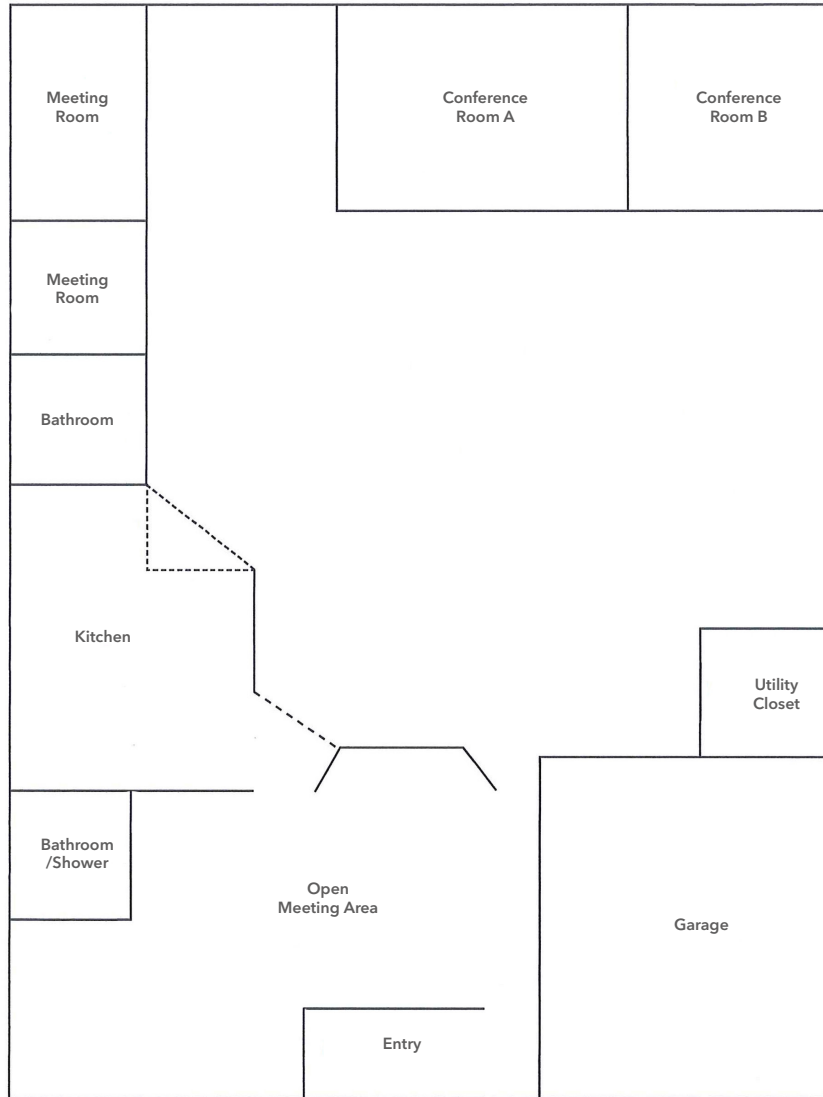 Meeting
Room
Conference
Room A
Conference
Room B
Meeting
Room
Bathroom
Kitchen
Utility
Closet
Bathroom
/Shower
Open
Meeting Area
Garage
Entry